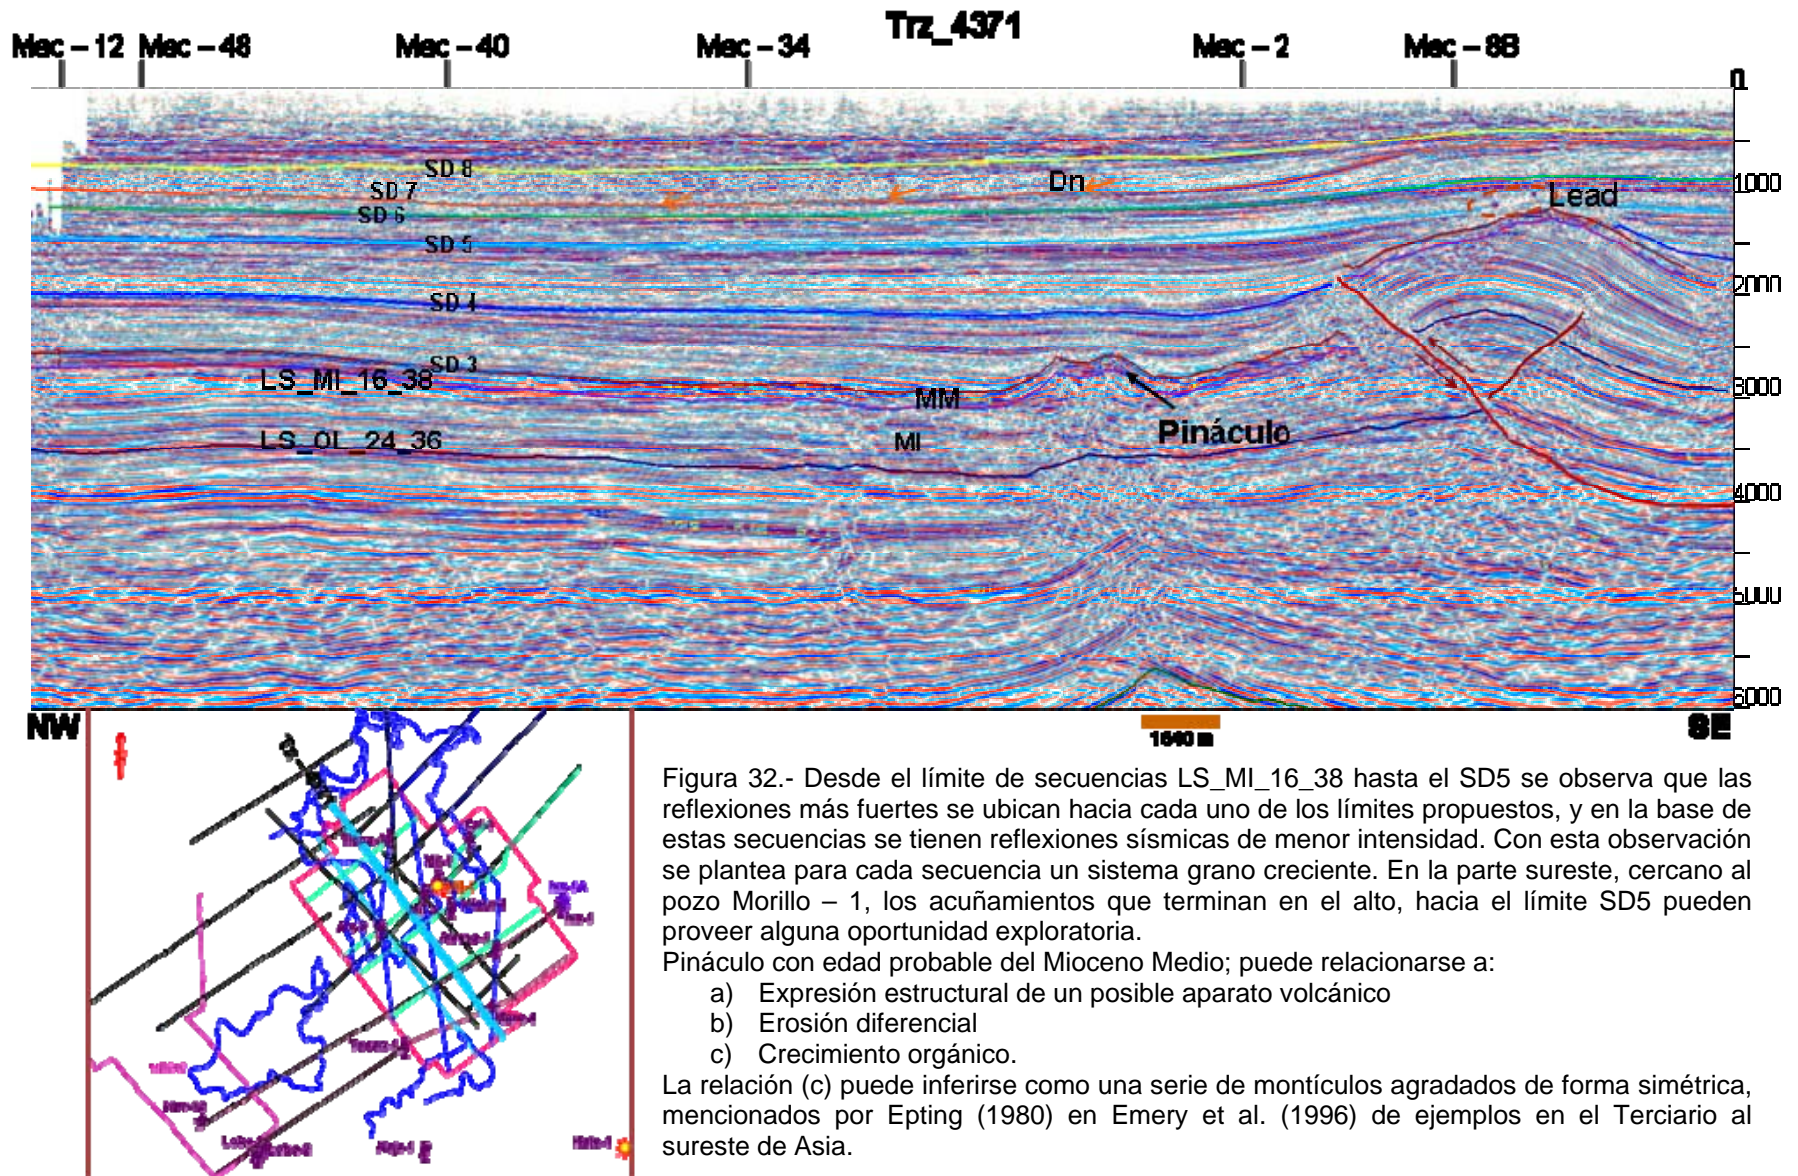 Trz_4371
Mec – 12 Mec – 48 Mec – 40 Mec – 34 Mec – 2 Mec – 8B
0
SD 8
SD 7
Dn
1000
SD 6
Lead
SD 5
2000
SD 4
SD 3
LS_MI_16_38
3000
MM
Pináculo
LS_OL_24_36
MI
4000
5000
6000
NW
SE
1640 m
Figura 32.- Desde el límite de secuencias LS_MI_16_38 hasta el SD5 se observa que las
reflexiones más fuertes se ubican hacia cada uno de los límites propuestos, y en la base de
estas secuencias se tienen reflexiones sísmicas de menor intensidad. Con esta observación
se plantea para cada secuencia un sistema grano creciente. En la parte sureste, cercano al
pozo Morillo – 1, los acuñamientos que terminan en el alto, hacia el límite SD5 pueden
proveer alguna oportunidad exploratoria.
Pináculo con edad probable del Mioceno Medio; puede relacionarse a:
a) Expresión estructural de un posible aparato volcánico
b) Erosión diferencial
c) Crecimiento orgánico.
La relación (c) puede inferirse como una serie de montículos agradados de forma simétrica,
mencionados por Epting (1980) en Emery et al. (1996) de ejemplos en el Terciario al
sureste de Asia.